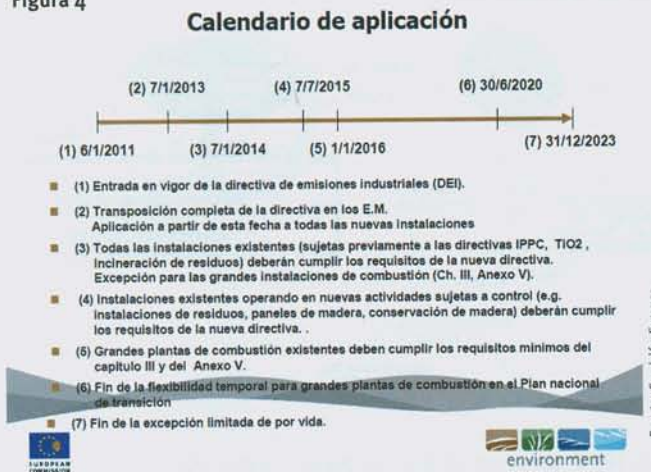 Figura 4
Calendario de aplicación
(2) 7/1/2013
(4) 7/7/2015
(6) 30/6/2020
(1) 6/1/2011
(3) 7/1/2014
(5) 1/1/2016
(7) 31/12/2023
(1) Entrada en vigor de la directiva de emisiones industriales (DEI).
(2) Transposición completa de la directiva en los E.M.
Aplicación a partir de esta fecha a todas las nuevas instalaciones
(3) Todas las instalaciones existentes (sujetas previamente a las directivas IPPC, TIO2 ,
Incineración de residuos) deberán cumplir los requisitos de la nueva directiva.
Excepción para las grandes instalaciones de combustión (Ch. III, Anexo V).
(4) Instalaciones existentes operando en nuevas actividades sujetas a control (e.g.
instalaciones de residuos, paneles de madera, conservación de madera) deberán cumplir
los requisitos de la nueva directiva. .
(5) Grandes plantas de combustión existentes deben cumplir los requisitos mínimos del
capítulo III y del Anexo V.
(6) Fin de la flexibilidad temporal para grandes plantas de combustión en el Plan nacional
de transición
(7) Fin de la excepción limitada de por vida.
EUROPEAN
COMMISSION
environment